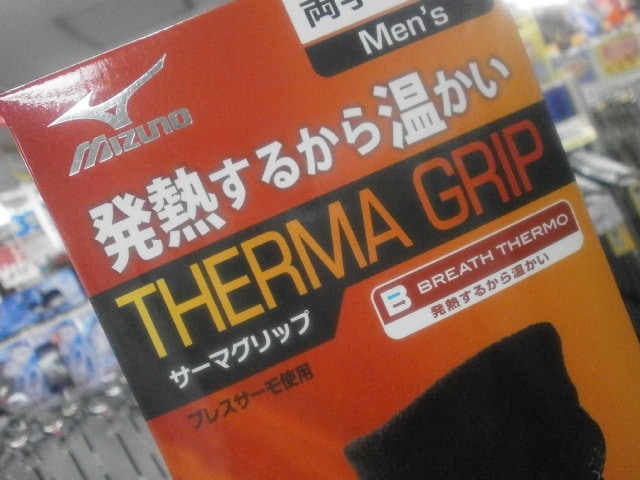 両手
Men's
MIZUNO
発熱するから温かい
THERMA GRIP
サーマグリップ
ブレスサーモ使用
B BREATH THERMO
発熱するから温かい